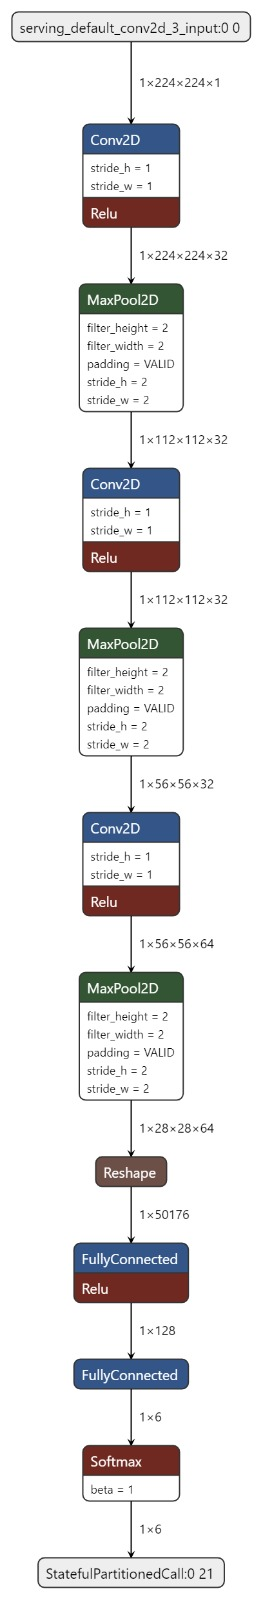 serving_default_conv2d_3_input:0 0
1×224×224×1
Conv2D
stride_h = 1
stride_w = 1
Relu
1×224×224×32
MaxPool2D
filter_height = 2
filter_width = 2
padding = VALID
stride_h = 2
stride_w = 2
1×112×112×32
Conv2D
stride_h = 1
stride_w = 1
Relu
1×112×112×32
MaxPool2D
filter_height = 2
filter_width = 2
padding = VALID
stride_h = 2
stride_w = 2
1×56×56×32
Conv2D
stride_h = 1
stride_w = 1
Relu
1×56×56×64
MaxPool2D
filter_height = 2
filter_width = 2
padding = VALID
stride_h = 2
stride_w = 2
1×28×28×64
Reshape
1×50176
FullyConnected
Relu
1×128
FullyConnected
1×6
Softmax
beta = 1
1×6
StatefulPartitionedCall:0 21